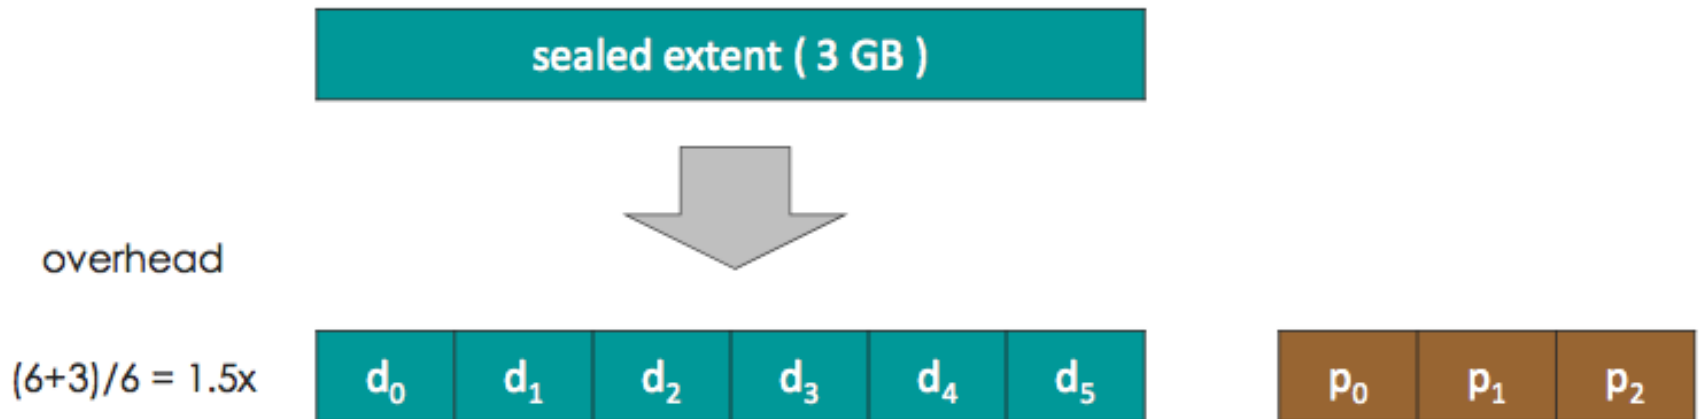 sealed extent ( 3 GB )
overhead
(6+3)/6 = 1.5x d₀ d₁ d₂ d₃ d₄ d₅ p₀ p₁ p₂